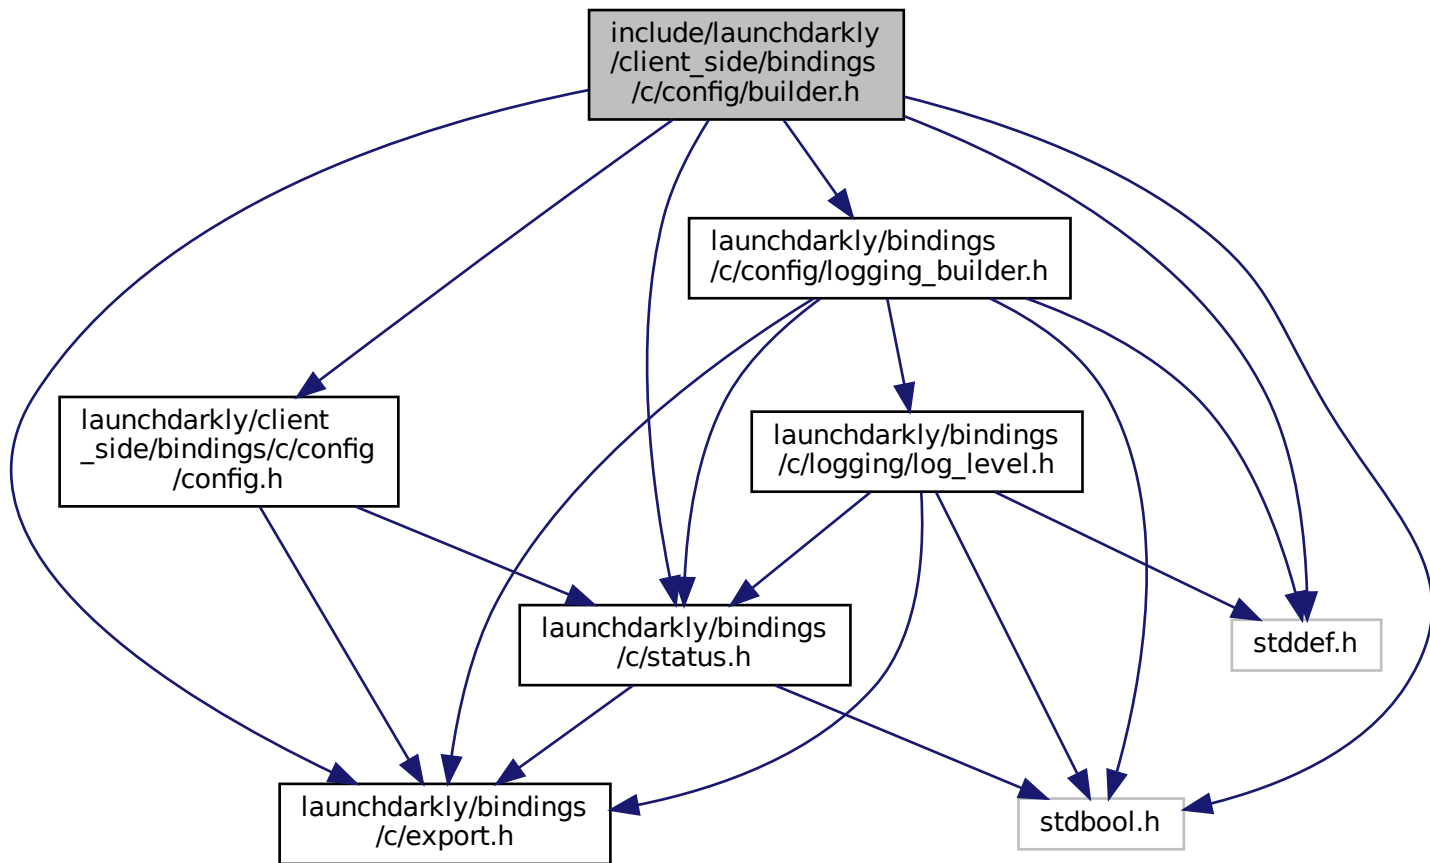 include/launchdarkly
/client_side/bindings
/c/config/builder.h
launchdarkly/bindings
/c/config/logging_builder.h
launchdarkly/client
_side/bindings/c/config
/config.h
launchdarkly/bindings
/c/logging/log_level.h
launchdarkly/bindings
/c/status.h
stddef.h
launchdarkly/bindings
/c/export.h
stdbool.h